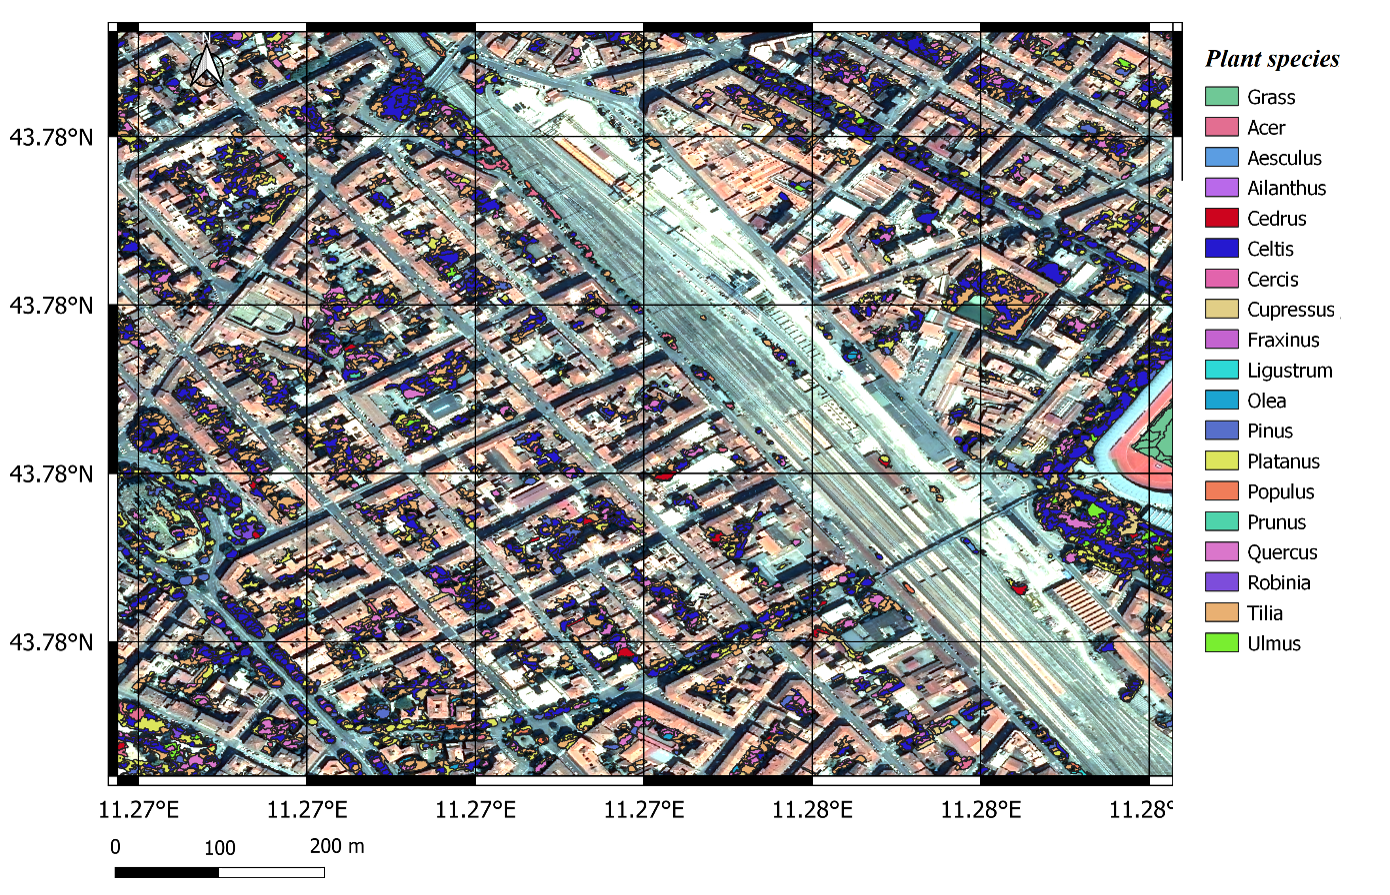 N
Plant species
Grass
Acer
Aesculus
Ailanthus
Cedrus
Celtis
Cercis
Cupressus
Fraxinus
Ligustrum
Olea
Pinus
Platanus
Populus
Prunus
Quercus
Robinia
Tilia
Ulmus
43.78°N
43.78°N
43.78°N
43.78°N
11.27°E 11.27°E 11.27°E 11.27°E 11.28°E 11.28°E 11.28°
0 100 200 m